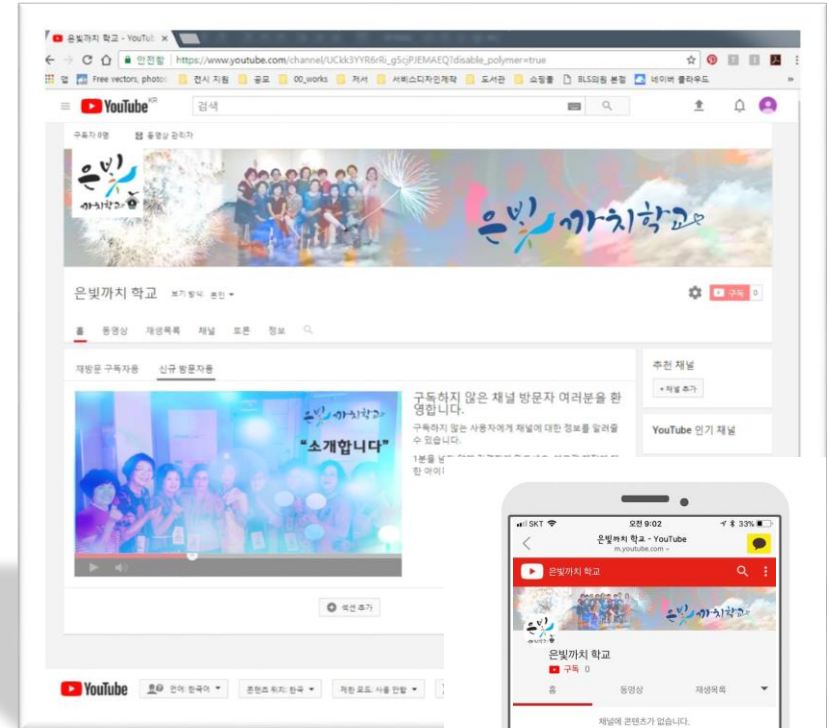 은빛까치 학교 - YouTub
안전함 | https://www.youtube.com/channel/UCkk3YYR6rRi_g5cjPJEMAEQ?disable_polymer=true
앱 Free vectors, photos 전시 지원 공모 00_works 저서 서비스디자인제작 도서관 쇼핑몰 BLS의원 본점 네이버 클라우드
YouTube KR 검색
구독자 0명 동영상 관리자
은빛까치학교
은빛까치학교
은빛까치 학교 보기 방식: 본인
구독 0
홈 동영상 재생목록 채널 토론 정보
재방문 구독자용 신규 방문자용
은빛까치학교
“소개합니다”
구독하지 않은 채널 방문자 여러분을 환
영합니다.
구독하지 않는 사용자에게 채널에 대한 정보를 알려줄
수 있습니다.
추천 채널
+ 채널 추가
YouTube 인기 채널
섹션 추가
YouTube 언어: 한국어 콘텐츠 위치: 한국 제한 모드: 사용 안함
SKT 오전 9:02 33%
은빛까치 학교 - YouTube
m.youtube.com
은빛까치 학교
은빛까치학교
은빛까치 학교
구독 0
홈 동영상 재생목록
채널에 콘텐츠가 없습니다.